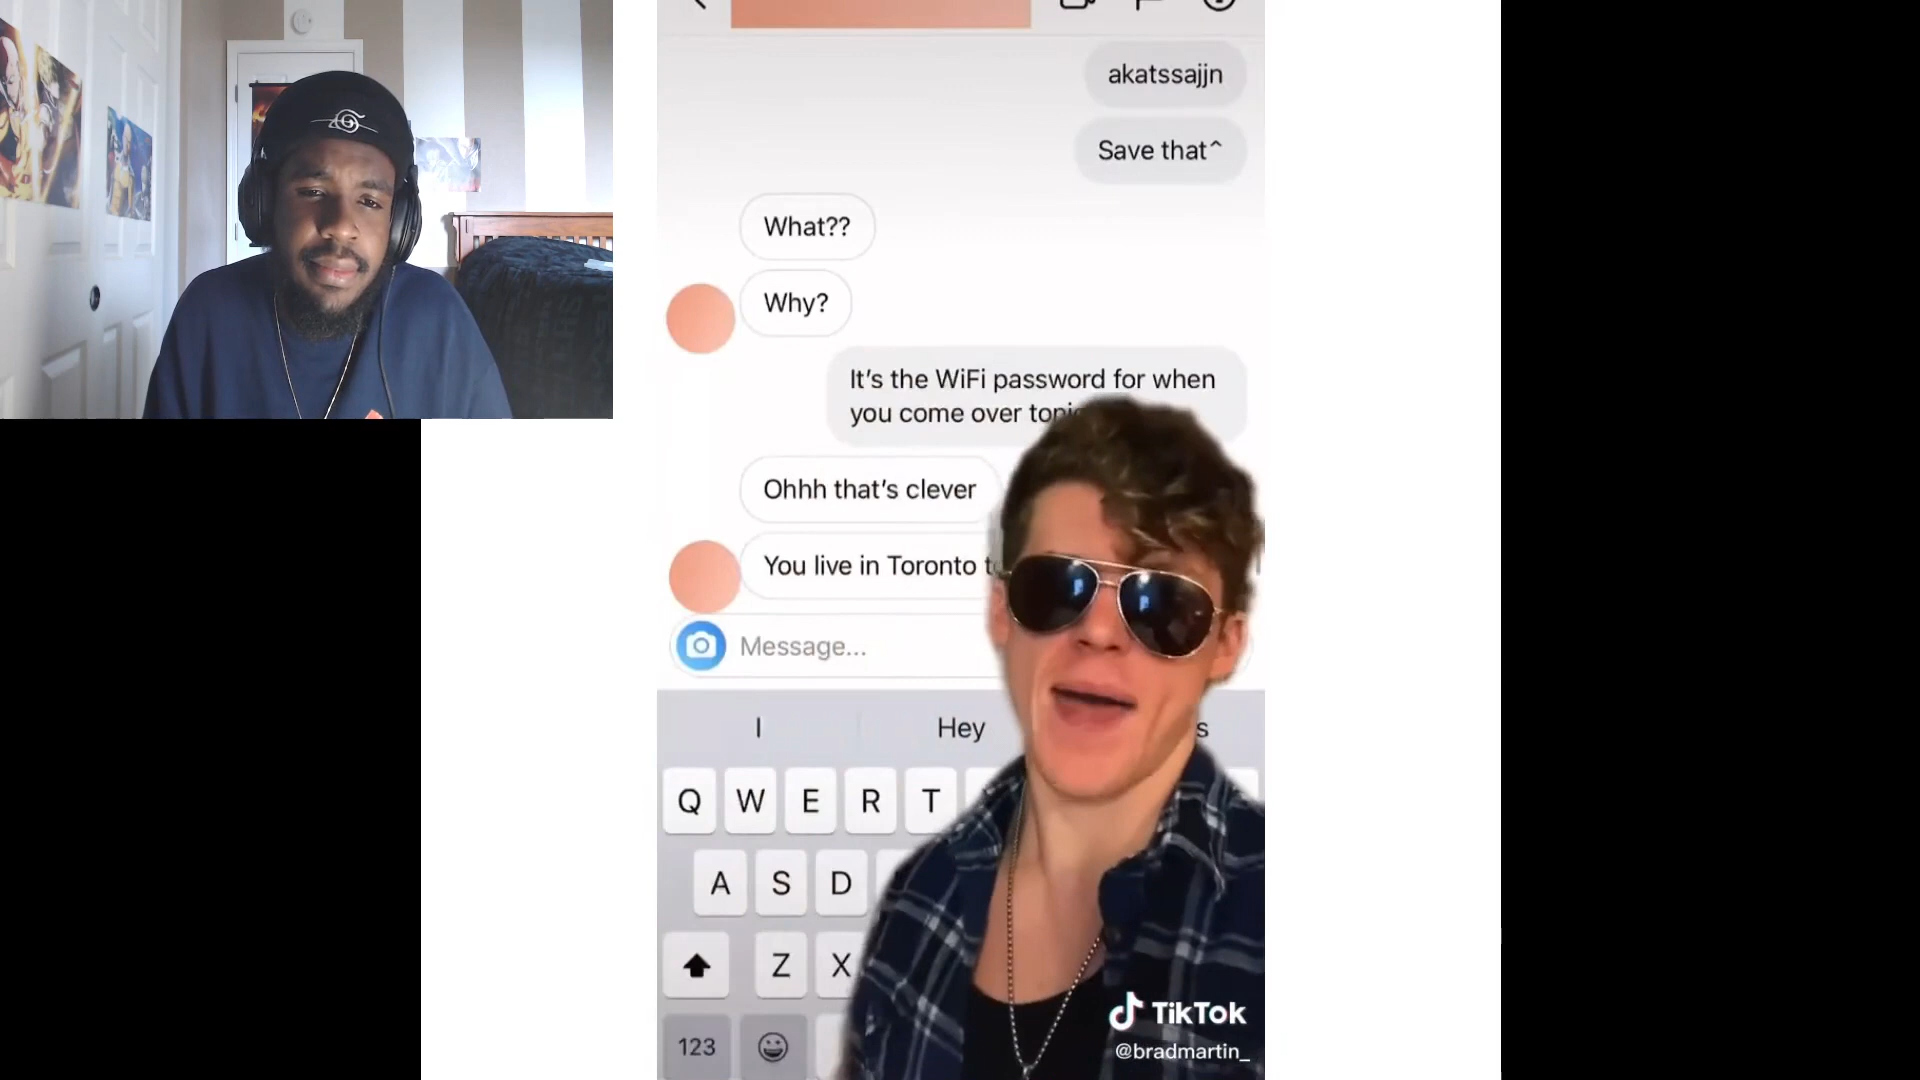 akatssajjn
Save that^
What??
Why?
It's the WiFi password for when
you come over
Ohhh that's clever
You live in Toronto
Message...
I
Hey
Q W E R T
A S D
Z X
123
TikTok
@bradmartin_